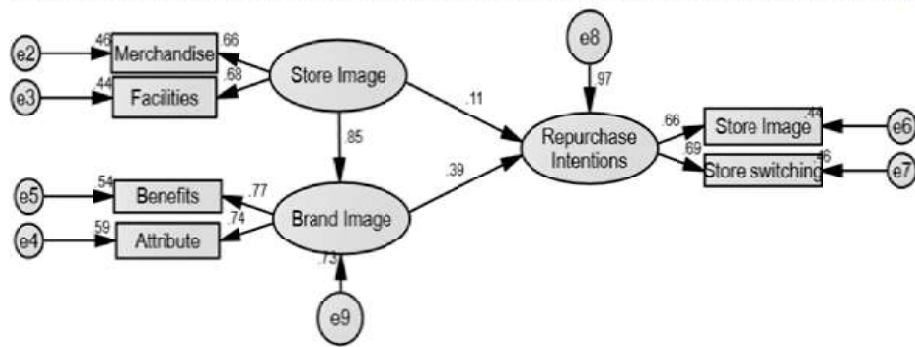 e2
.46
Merchandise
.66
e3
.44
Facilities
.68
Store Image
.11
.85
e8
.97
Repurchase
Intentions
.66
Store Image
.44
e6
.69
Store switching
.46
e7
e5
.54
Benefits
.77
e4
.59
Attribute
.74
Brand Image
.39
.73
e9